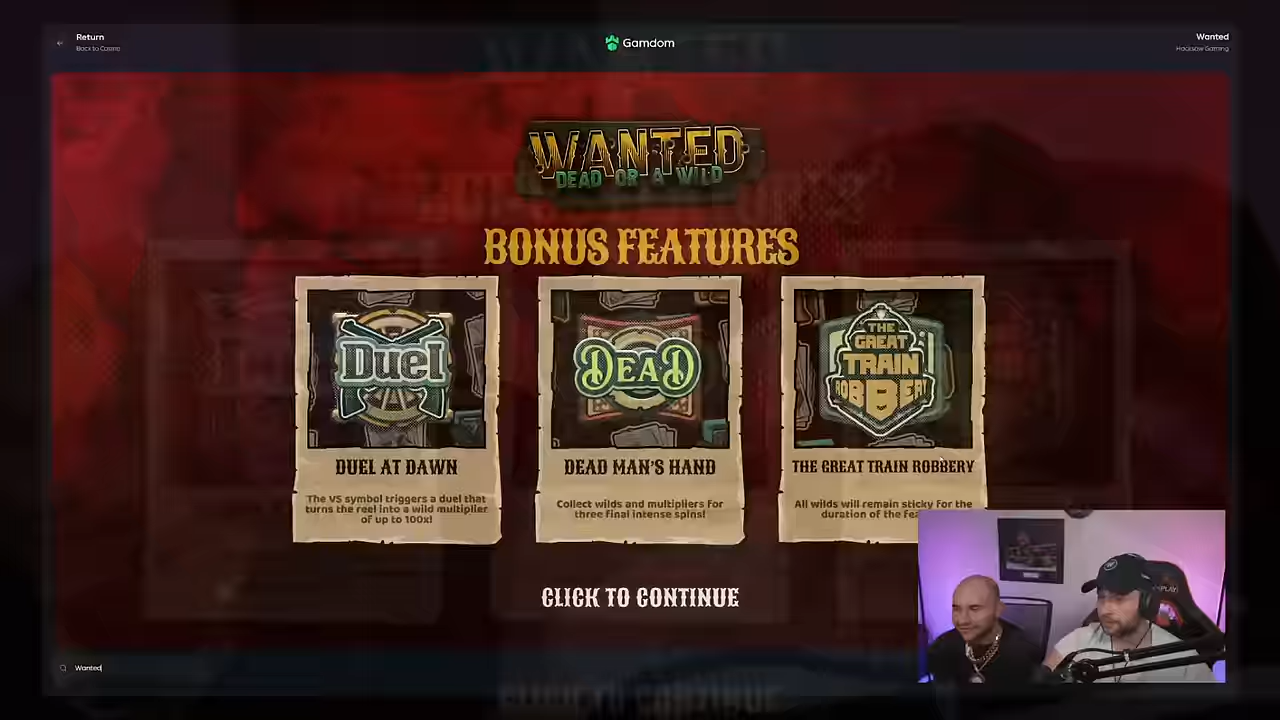 Return
Back to Casino
Gamdom
Wanted
Hacksaw Gaming
WANTED
DEAD OR A WILD
BONUS FEATURES
Duel
DEAD
THE
GREAT
TRAIN
ROBBERY
DUEL AT DAWN
DEAD MAN'S HAND
THE GREAT TRAIN ROBBERY
The VS symbol triggers a duel that
turns the reel into a wild multiplier
of up to 100x!
Collect wilds and multipliers for
three final intense spins!
All wilds will remain sticky for the
duration of the
CLICK TO CONTINUE
Wanted